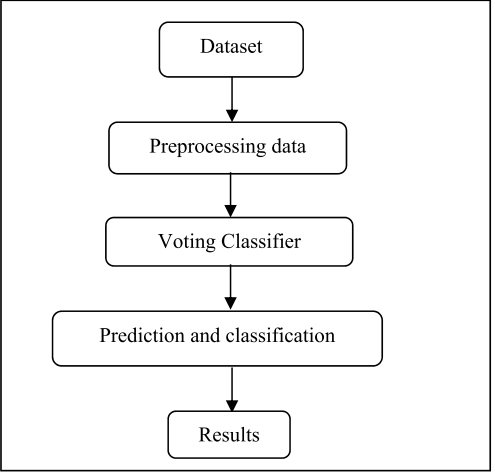 Dataset
Preprocessing data
Voting Classifier
Prediction and classification
Results